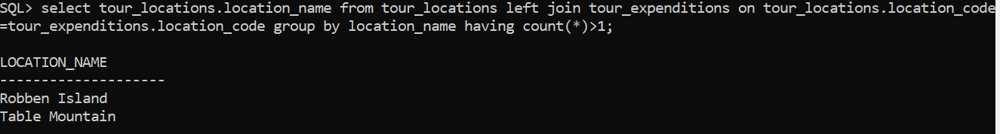 SQL> select tour_locations.location_name from tour_locations left join tour_expenditions on tour_locations.location_code
=tour_expenditions.location_code group by location_name having count(*)>1;
LOCATION_NAME
--------------------
Robben Island
Table Mountain